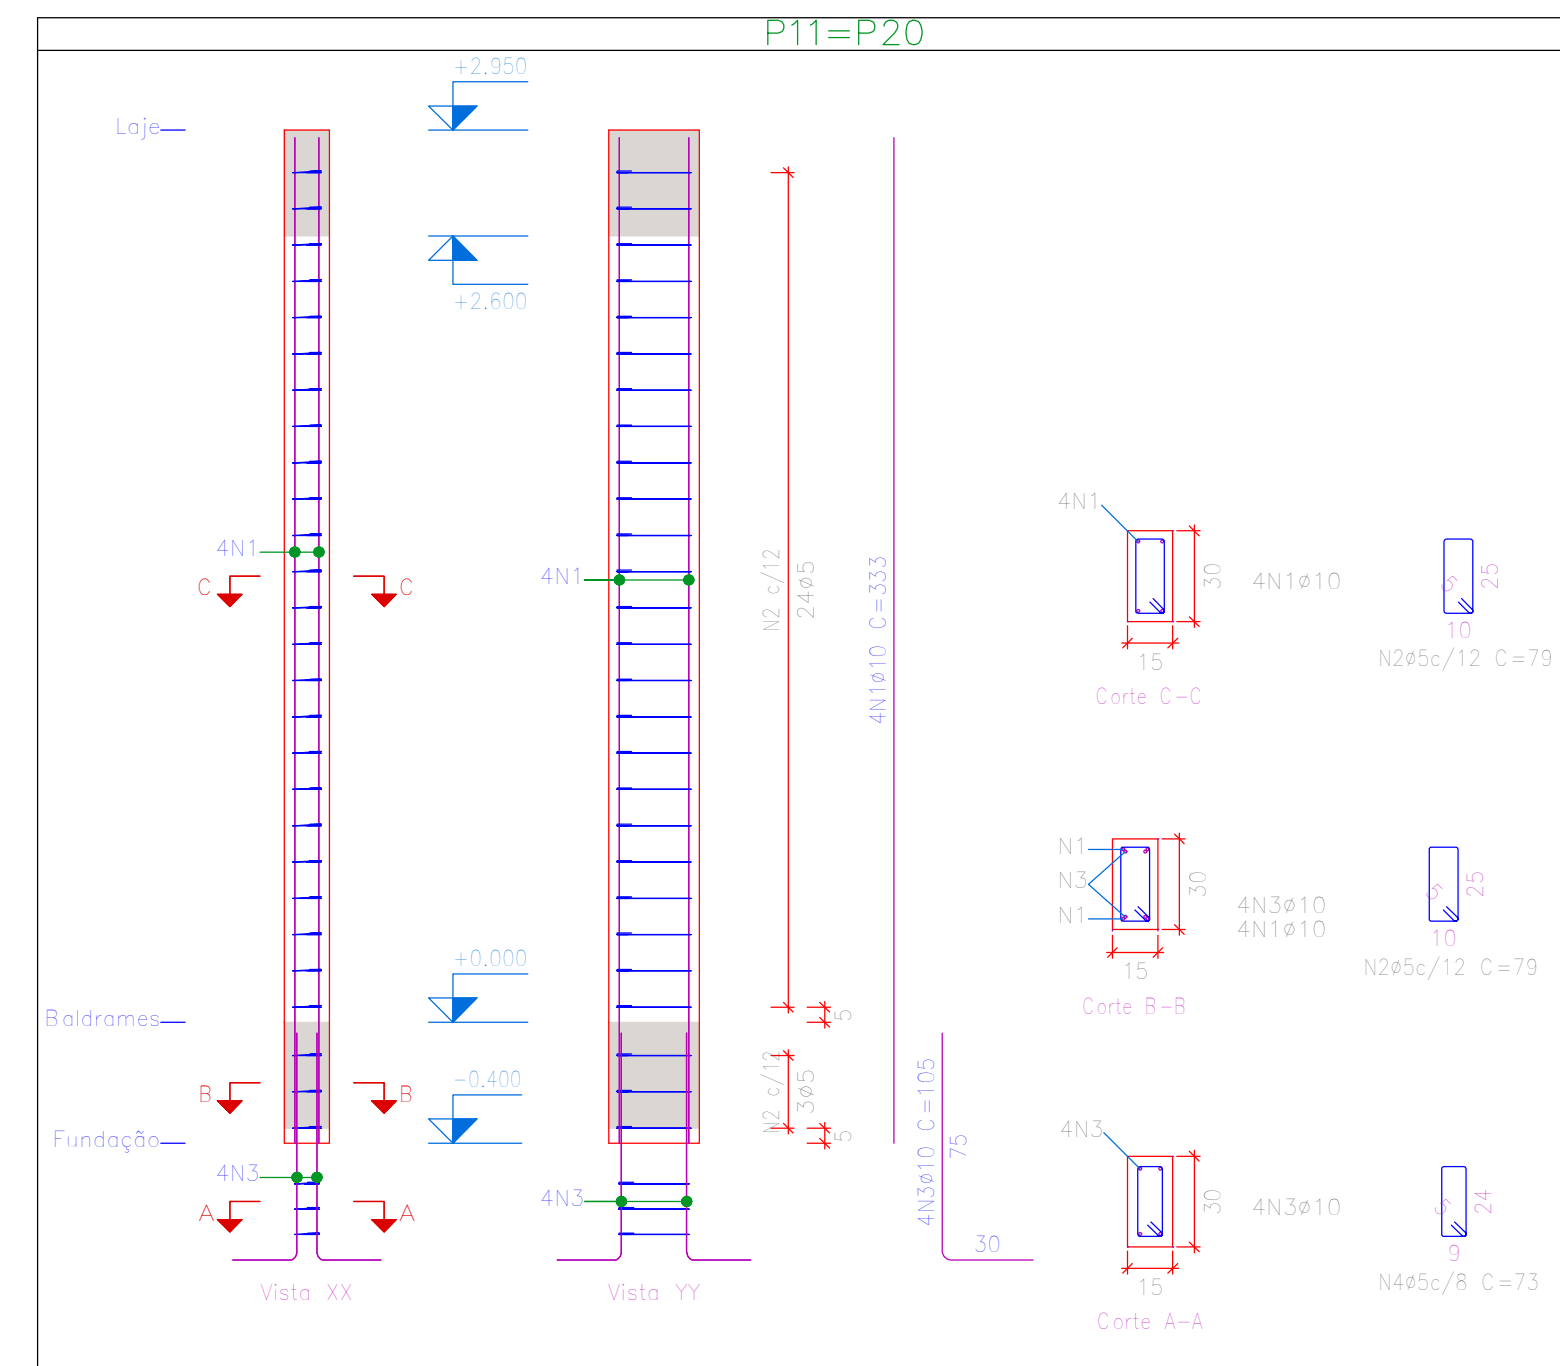 P11=P20
+2.950
Laje
+2.600
4N1
4N1
C
C
N2 c/12
24ø5
4N1ø10 C=333
+0.000
Baldrames
5
-0.400
B
B
N2 c/12
3ø5
Fundação
5
4N3
4N3
A
A
4N3ø10 C=105
75
30
Vista XX
Vista YY
4N1
30
4N1ø10
15
Corte C-C
5
25
10
N2ø5c/12 C=79
N1
N3
N1
30
4N3ø10
4N1ø10
15
Corte B-B
5
25
10
N2ø5c/12 C=79
4N3
30
4N3ø10
15
Corte A-A
5
24
9
N4ø5c/8 C=73